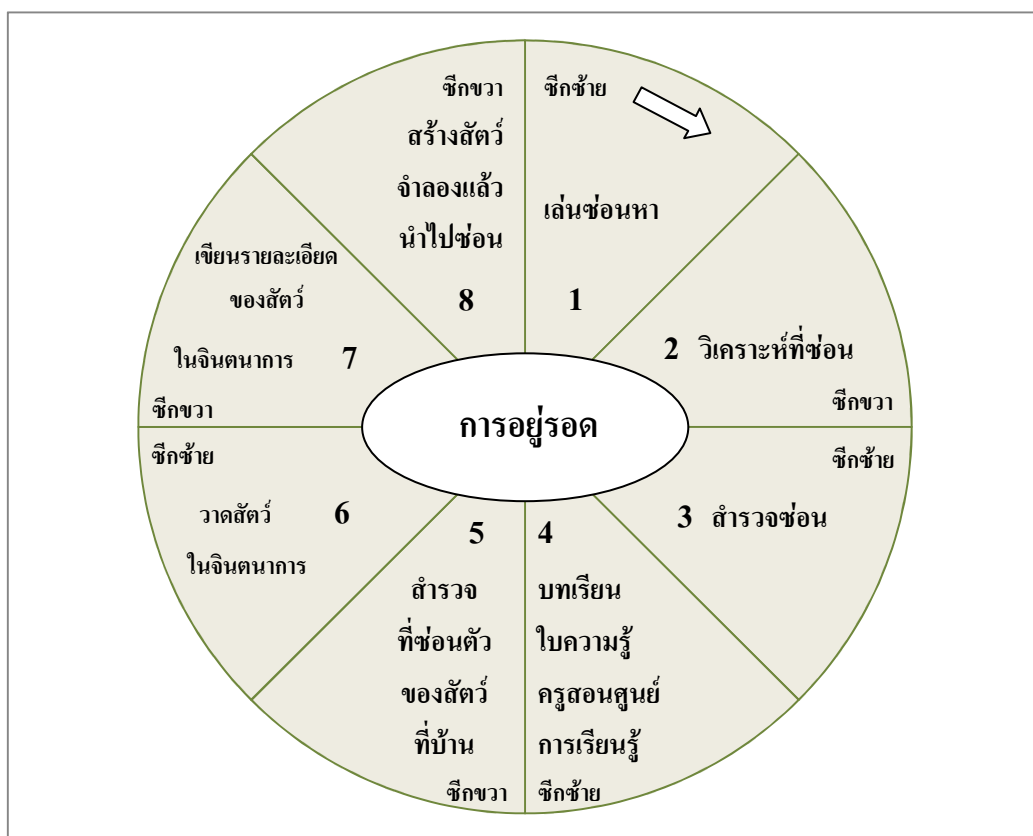 ซีกซ้าย
เล่นซ่อนหา
1
2 วิเคราะห์ที่ซ่อน
ซีกขวา
ซีกซ้าย
3 สำรวจซ่อน
4
บทเรียน
ใบความรู้
ครูสอนศูนย์
การเรียนรู้
ซีกซ้าย
5
สำรวจ
ที่ซ่อนตัว
ของสัตว์
ที่บ้าน
ซีกขวา
ซีกซ้าย
วาดสัตว์ 6
ในจินตนาการ
เขียนรายละเอียด
ของสัตว์
ในจินตนาการ 7
ซีกขวา
ซีกขวา
สร้างสัตว์
จำลองแล้ว
นำไปซ่อน
8
การอยู่รอด